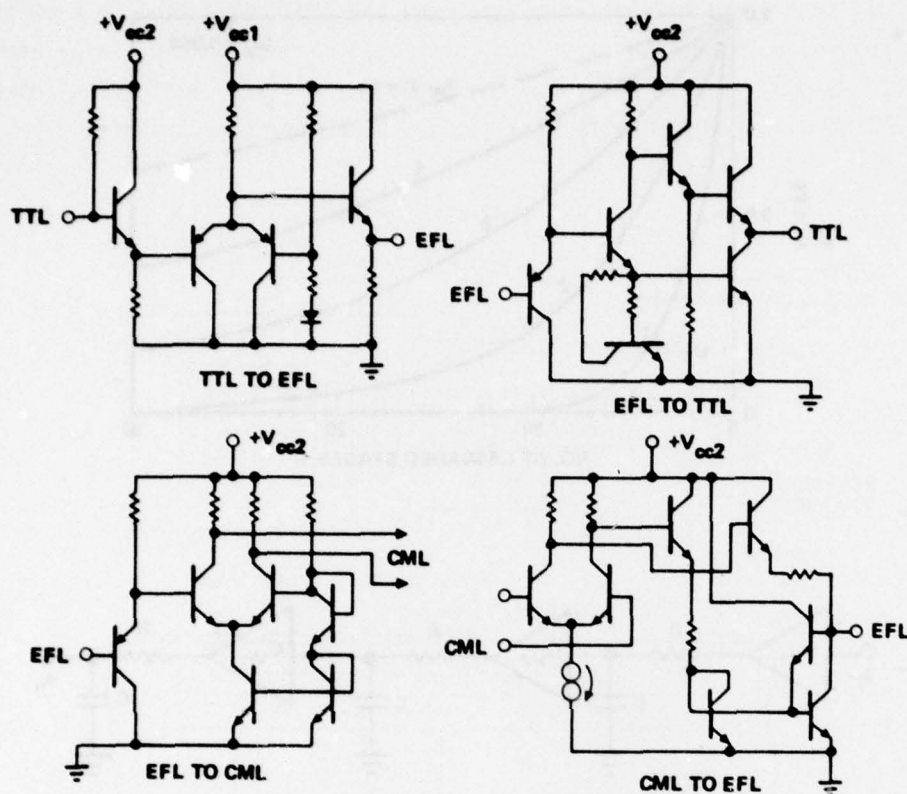 +Vcc2 +Vcc1
TTL
EFL
TTL TO EFL
+Vcc2
EFL
TTL
EFL TO TTL
+Vcc2
CML
EFL
EFL TO CML
+Vcc2
CML
EFL
CML TO EFL